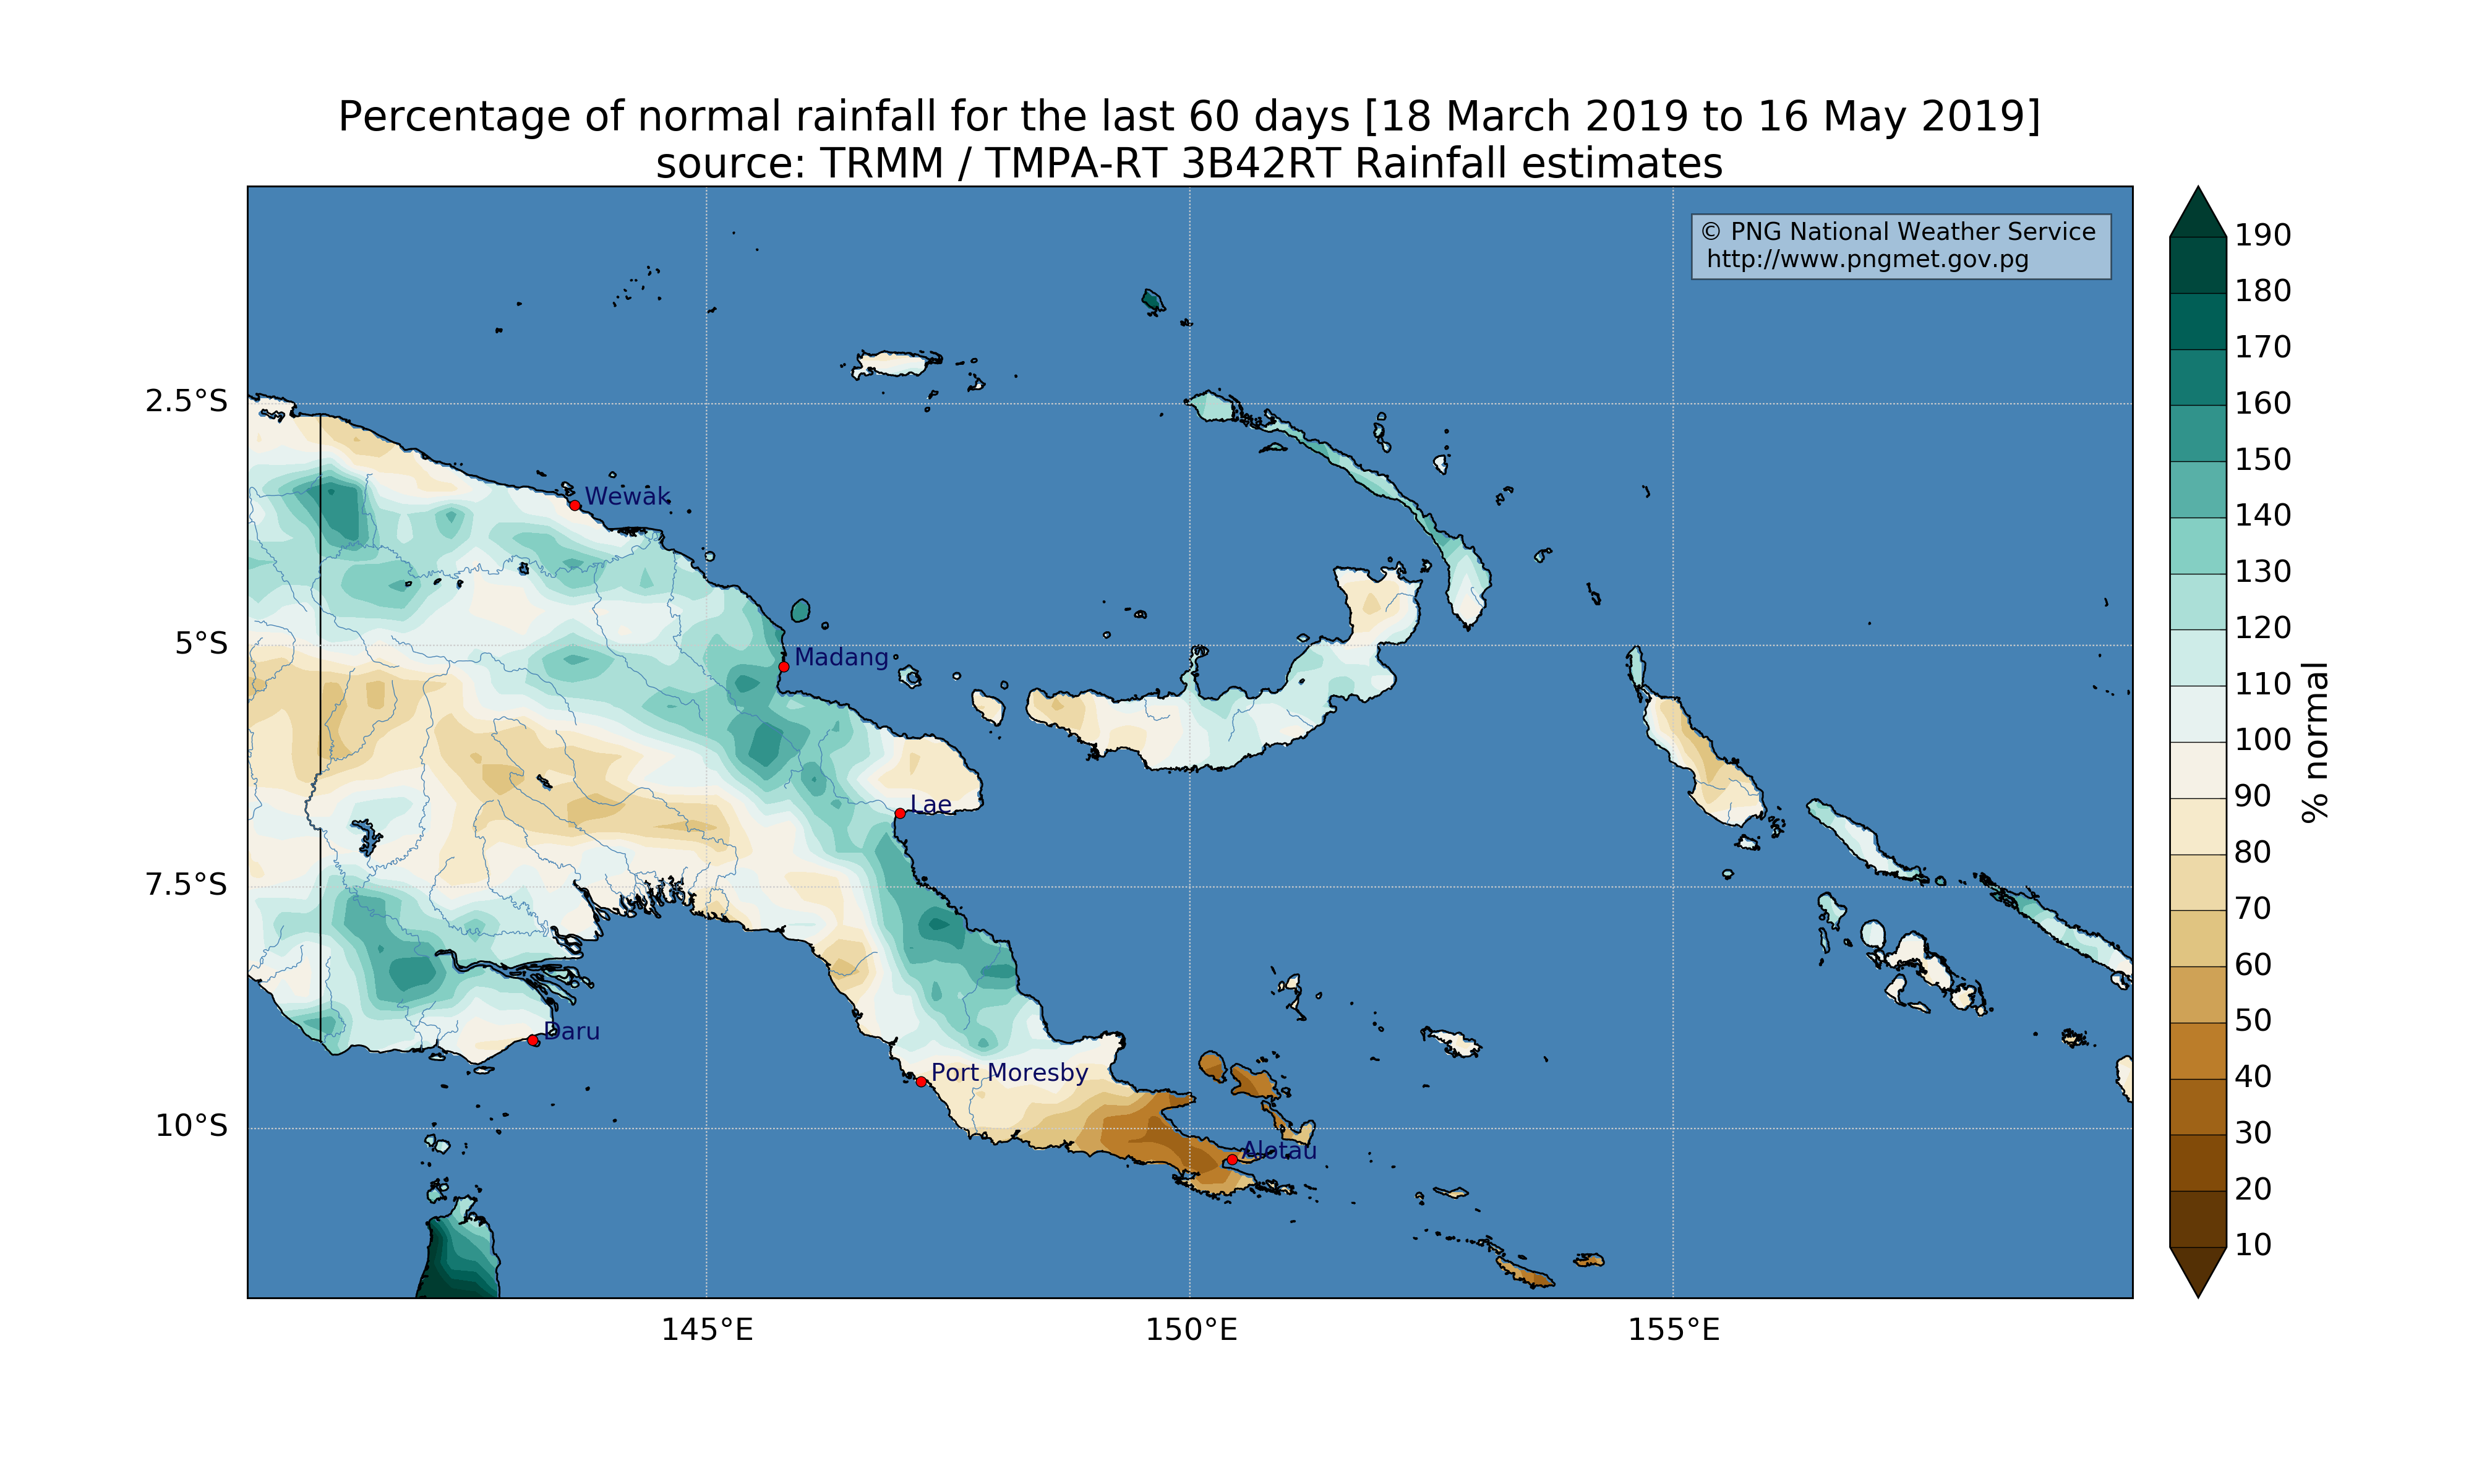 Percentage of normal rainfall for the last 60 days [18 March 2019 to 16 May 2019]
source: TRMM / TMPA-RT 3B42RT Rainfall estimates
© PNG National Weather Service
http://www.pngmet.gov.pg
2.5°S
5°S
7.5°S
10°S
Wewak
Madang
Lae
Daru
Port Moresby
Alotau
145°E
150°E
155°E
190
180
170
160
150
140
130
120
110
100
90
80
70
60
50
40
30
20
10
% normal